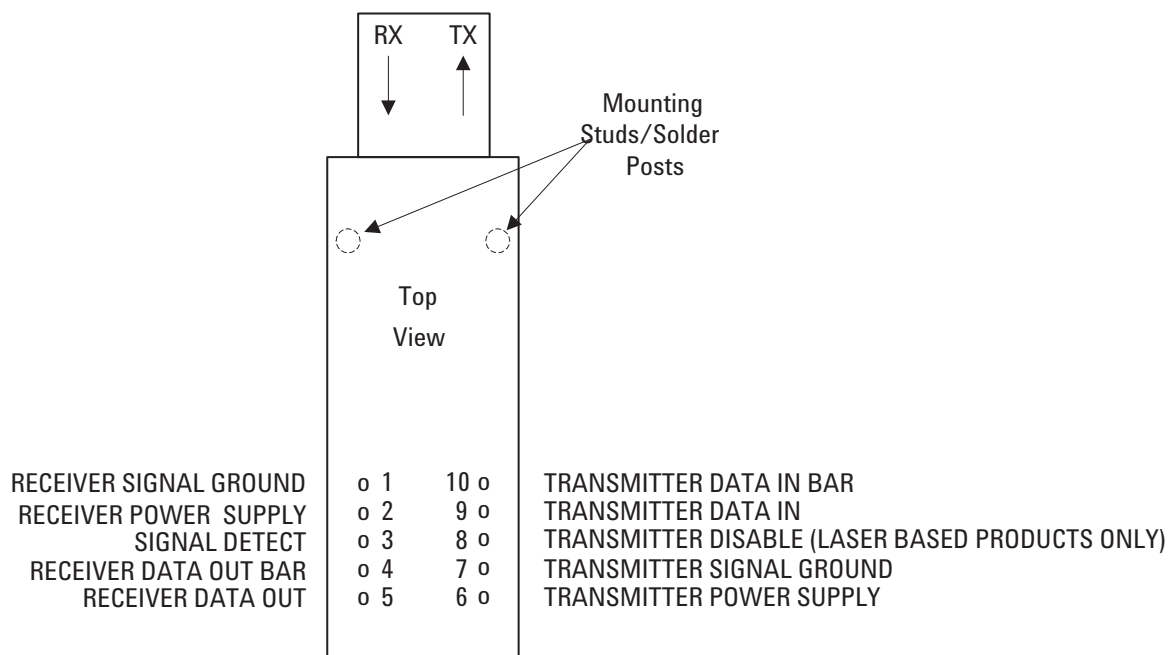 RX TX
Mounting
Studs/Solder
Posts
Top
View
RECEIVER SIGNAL GROUND o 1 10 o TRANSMITTER DATA IN BAR
RECEIVER POWER SUPPLY o 2 9 o TRANSMITTER DATA IN
SIGNAL DETECT o 3 8 o TRANSMITTER DISABLE (LASER BASED PRODUCTS ONLY)
RECEIVER DATA OUT BAR o 4 7 o TRANSMITTER SIGNAL GROUND
RECEIVER DATA OUT o 5 6 o TRANSMITTER POWER SUPPLY